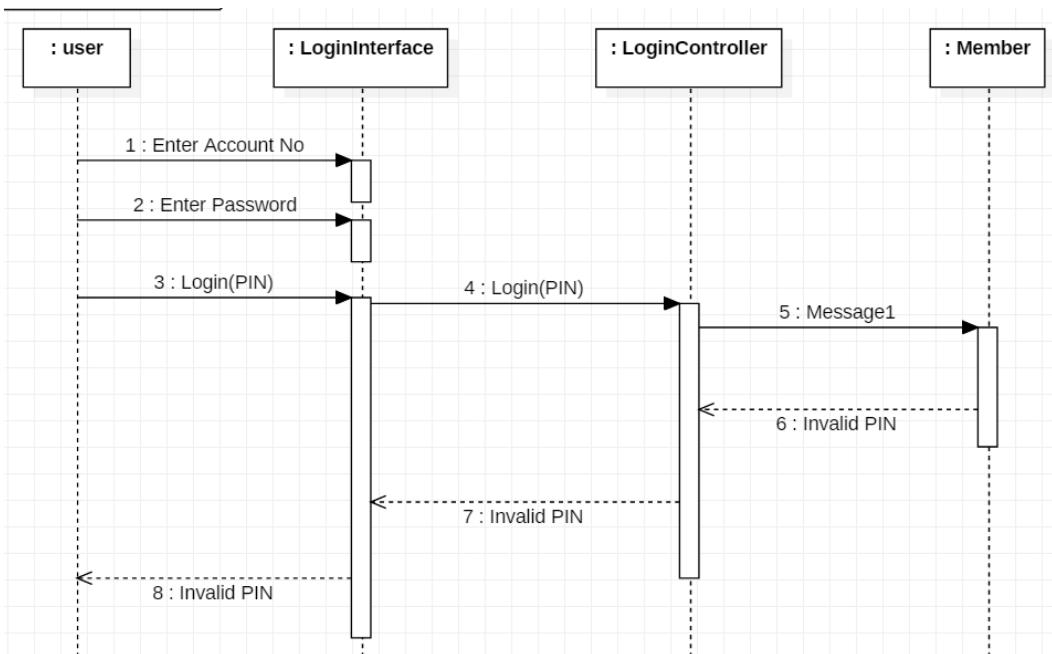 : user
: LoginInterface
: LoginController
: Member
1 : Enter Account No
2 : Enter Password
3 : Login(PIN)
4 : Login(PIN)
5 : Message1
6 : Invalid PIN
7 : Invalid PIN
8 : Invalid PIN